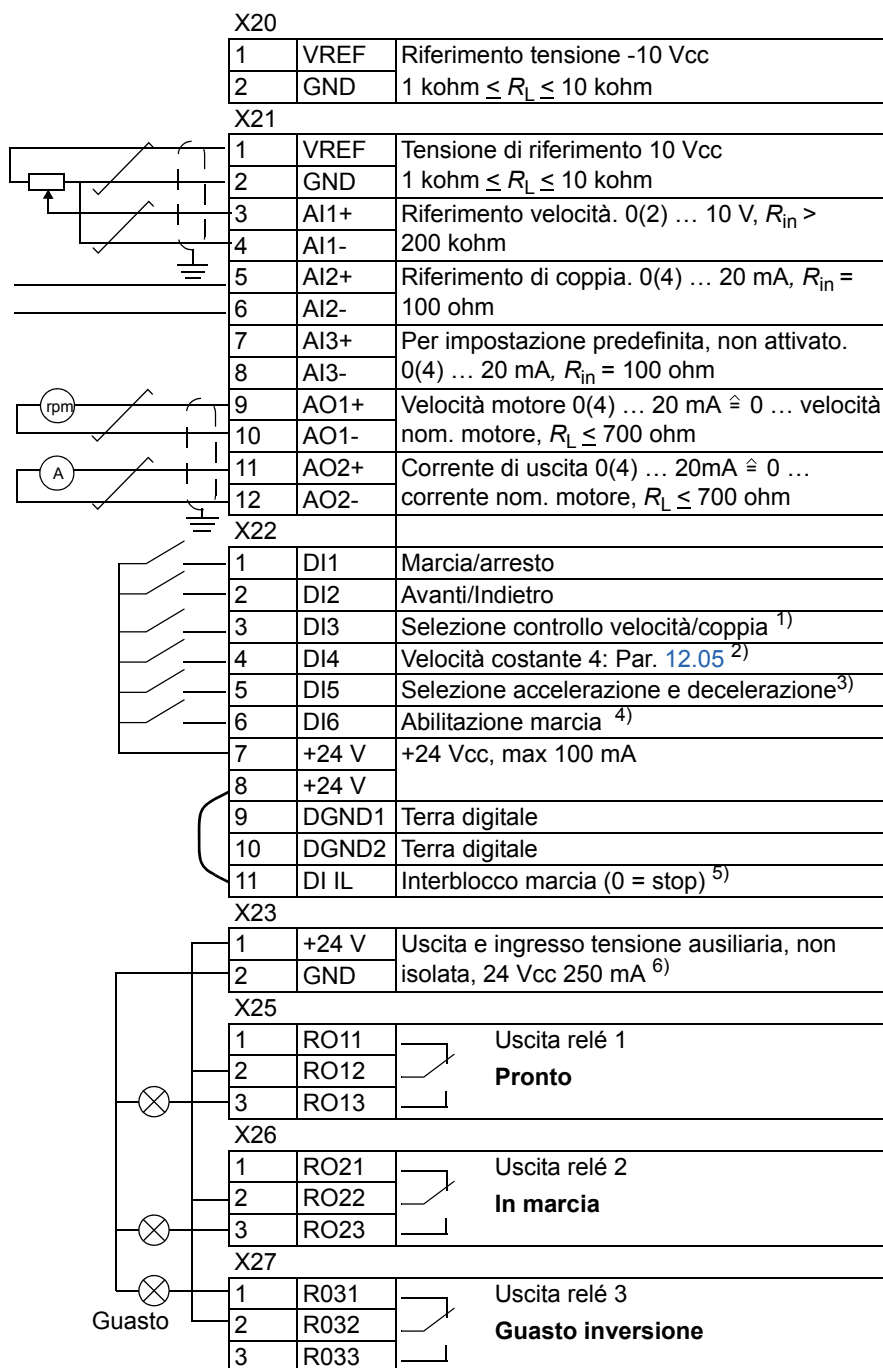 X20
1 VREF Riferimento tensione -10 Vcc
2 GND 1 kohm ≤ RL ≤ 10 kohm
X21
1 VREF Tensione di riferimento 10 Vcc
2 GND 1 kohm ≤ RL ≤ 10 kohm
3 AI1+ Riferimento velocità. 0(2) … 10 V, Rin >
4 AI1- 200 kohm
5 AI2+ Riferimento di coppia. 0(4) … 20 mA, Rin =
6 AI2- 100 ohm
7 AI3+ Per impostazione predefinita, non attivato.
8 AI3- 0(4) … 20 mA, Rin = 100 ohm
rpm 9 AO1+ Velocità motore 0(4) … 20 mA ≙ 0 … velocità
10 AO1- nom. motore, RL ≤ 700 ohm
A 11 AO2+ Corrente di uscita 0(4) … 20mA ≙ 0 …
12 AO2- corrente nom. motore, RL ≤ 700 ohm
X22
1 DI1 Marcia/arresto
2 DI2 Avanti/Indietro
3 DI3 Selezione controllo velocità/coppia 1)
4 DI4 Velocità costante 4: Par. 12.05 2)
5 DI5 Selezione accelerazione e decelerazione3)
6 DI6 Abilitazione marcia 4)
7 +24 V +24 Vcc, max 100 mA
8 +24 V
9 DGND1 Terra digitale
10 DGND2 Terra digitale
11 DI IL Interblocco marcia (0 = stop) 5)
X23
1 +24 V Uscita e ingresso tensione ausiliaria, non
2 GND isolata, 24 Vcc 250 mA 6)
X25
1 RO11 Uscita relé 1
2 RO12 Pronto
3 RO13
X26
1 RO21 Uscita relé 2
2 RO22 In marcia
3 RO23
X27
1 R031 Uscita relé 3
Guasto 2 R032 Guasto inversione
3 R033